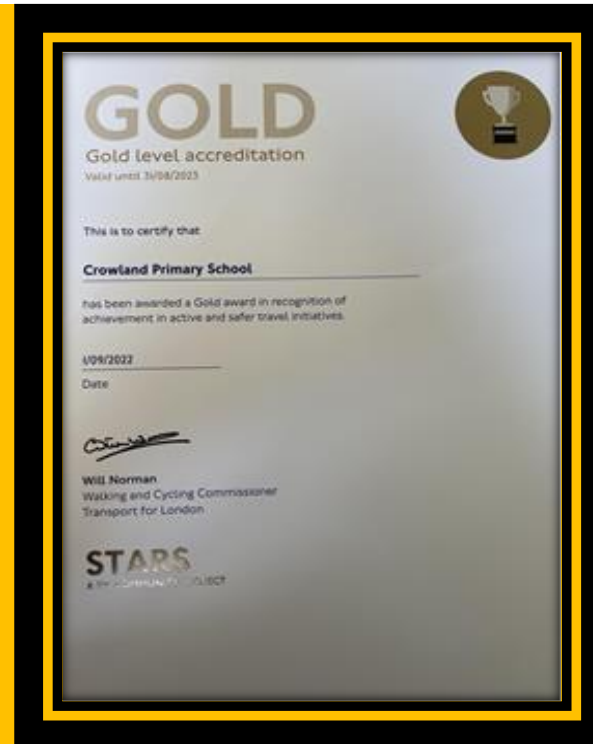 GOLD
Gold level accreditation
Valid until 31/08/2023
This is to certify that
Crowland Primary School
has been awarded a Gold award in recognition of
achievement in active and safer travel initiatives.
1/09/2022
Date
Will Norman
Walking and Cycling Commissioner
Transport for London
STARS
A COMMUNITY PROJECT